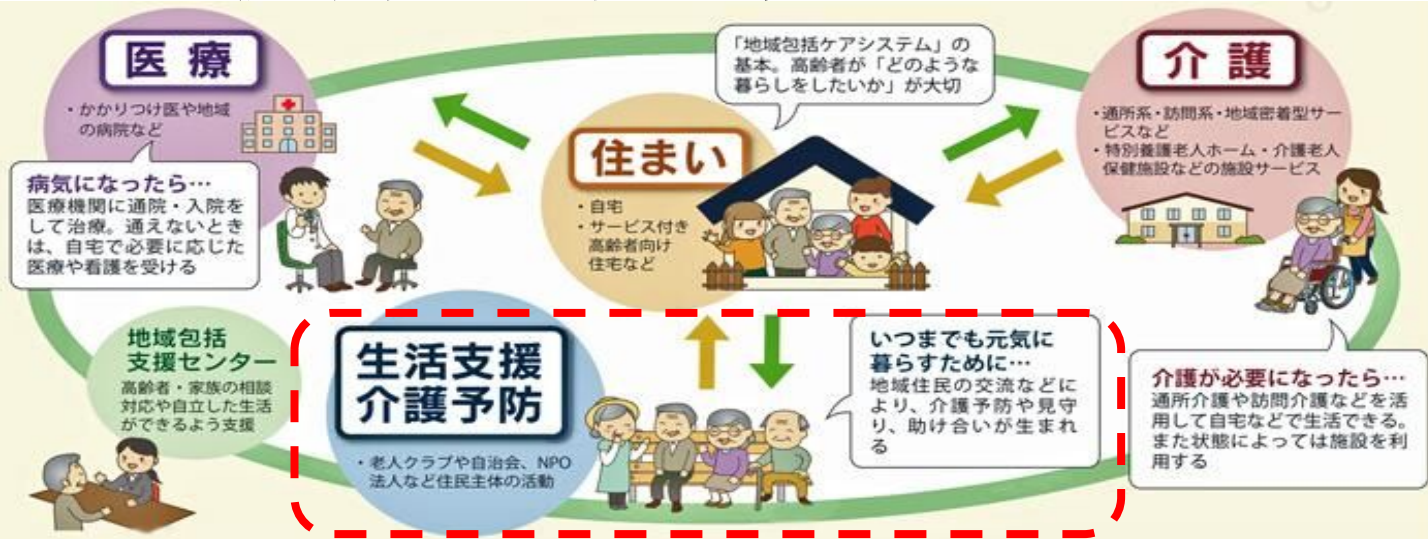 医療
・かかりつけ医や地域
の病院など
病気になったら…
医療機関に通院・入院を
して治療。通えないとき
は、自宅で必要に応じた
医療や看護を受ける
「地域包括ケアシステム」の
基本。高齢者が「どのような
暮らしをしたいか」が大切
住まい
・自宅
・サービス付き
高齢者向け
住宅など
介護
・通所系・訪問系・地域密着型サー
ビスなど
・特別養護老人ホーム・介護老人
保健施設などの施設サービス
地域包括
支援センター
高齢者・家族の相談
対応や自立した生活
ができるよう支援
生活支援
介護予防
・老人クラブや自治会、NPO
法人など住民主体の活動
いつまでも元気に
暮らすために…
地域住民の交流などに
より、介護予防や見守
り、助け合いが生まれ
る
介護が必要になったら…
通所介護や訪問介護などを活
用して自宅などで生活できる。
また状態によっては施設を利
用する